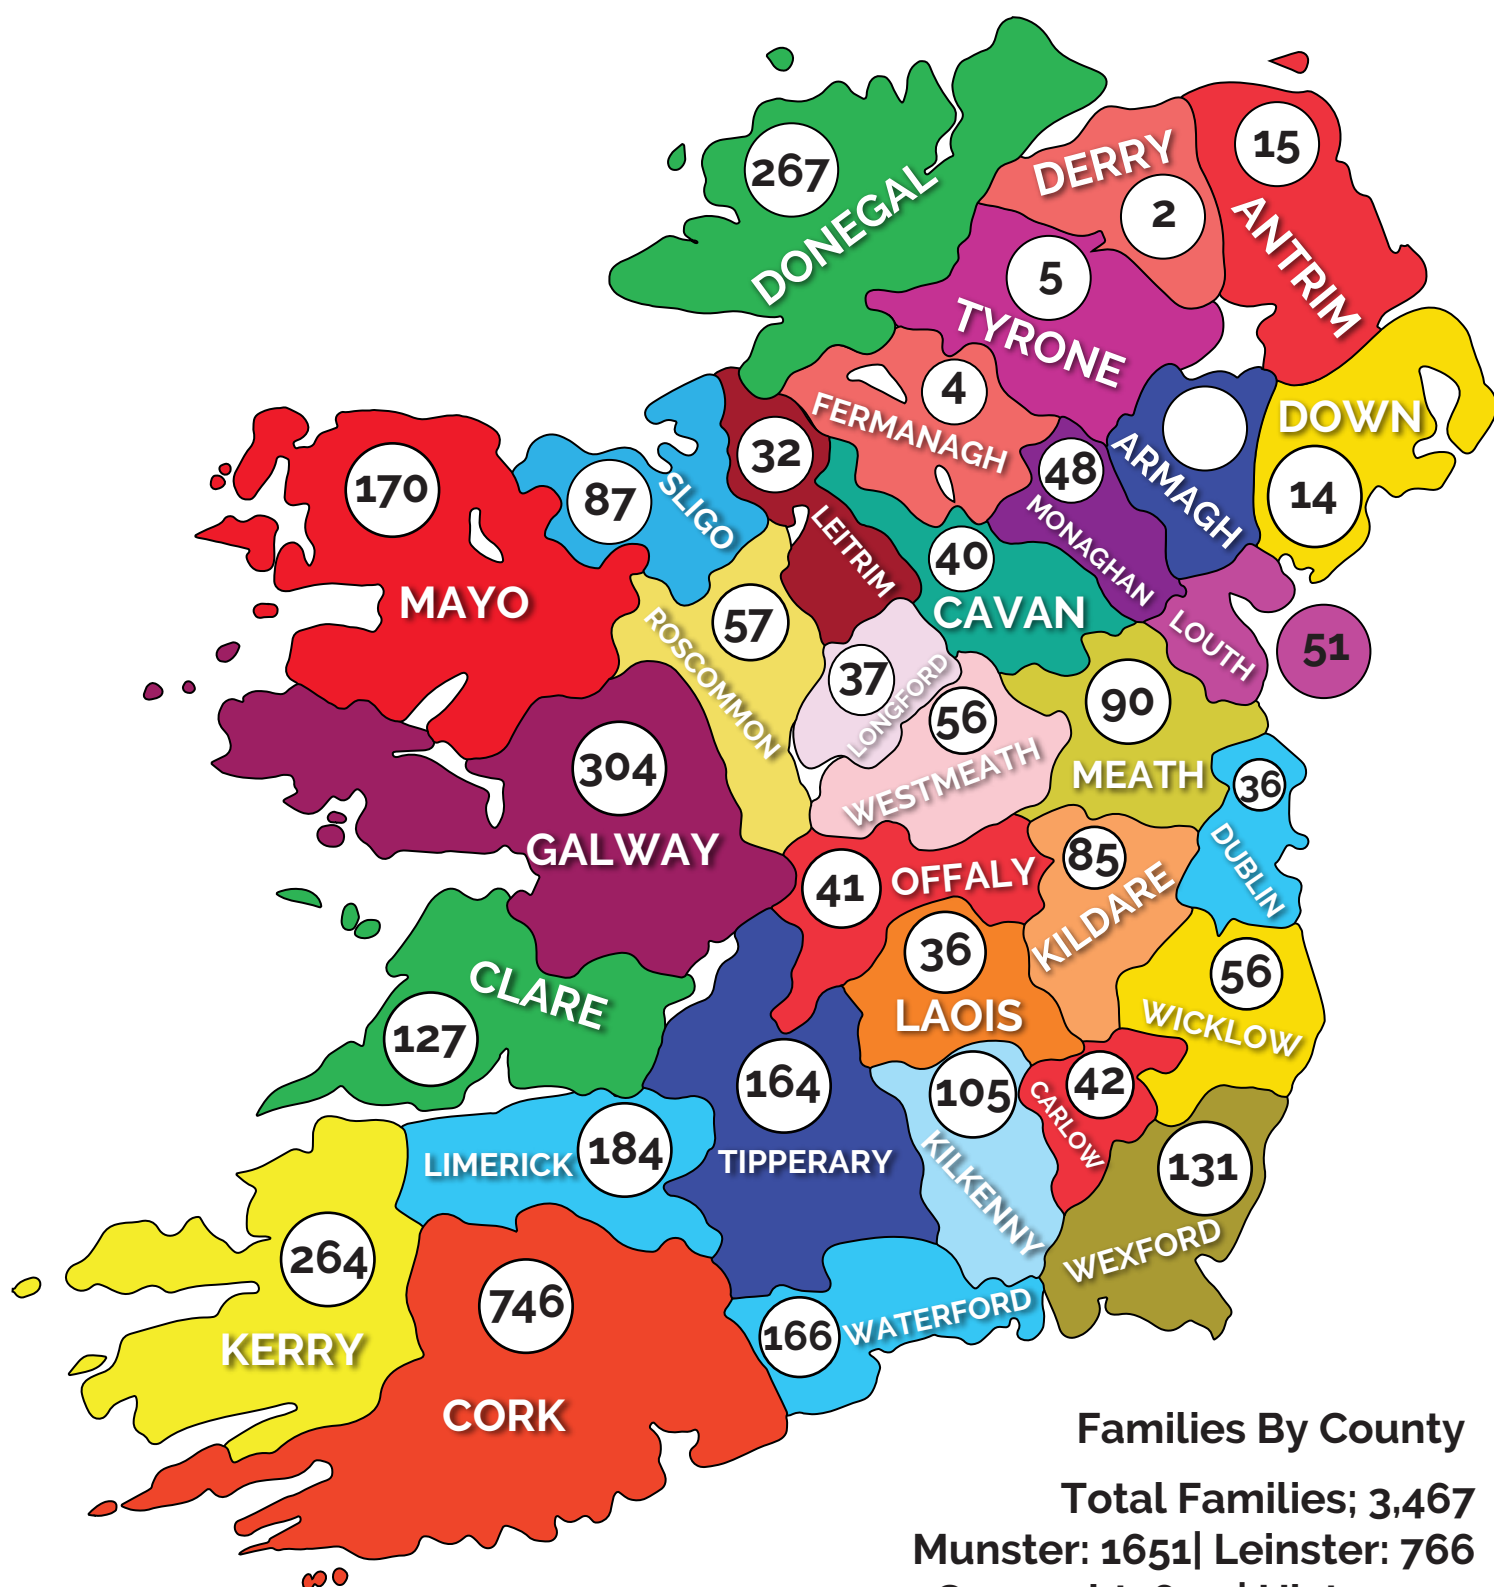 267
DONEGAL
DERRY
2
15
ANTRIM
5
TYRONE
4
FERMANAGH
DOWN
14
ARMAGH
48
MONAGHAN
32
LEITRIM
87
SLIGO
170
MAYO
40
CAVAN
57
ROSCOMMON
37
LONGFORD
LOUTH
51
56
WESTMEATH
90
MEATH
36
DUBLIN
304
GALWAY
41
OFFALY
85
KILDARE
36
LAOIS
56
WICKLOW
CLARE
127
164
TIPPERARY
105
KILKENNY
42
CARLOW
131
WEXFORD
LIMERICK
184
264
KERRY
746
CORK
166
WATERFORD
Families By County
Total Families; 3,467
Munster: 1651| Leinster: 766